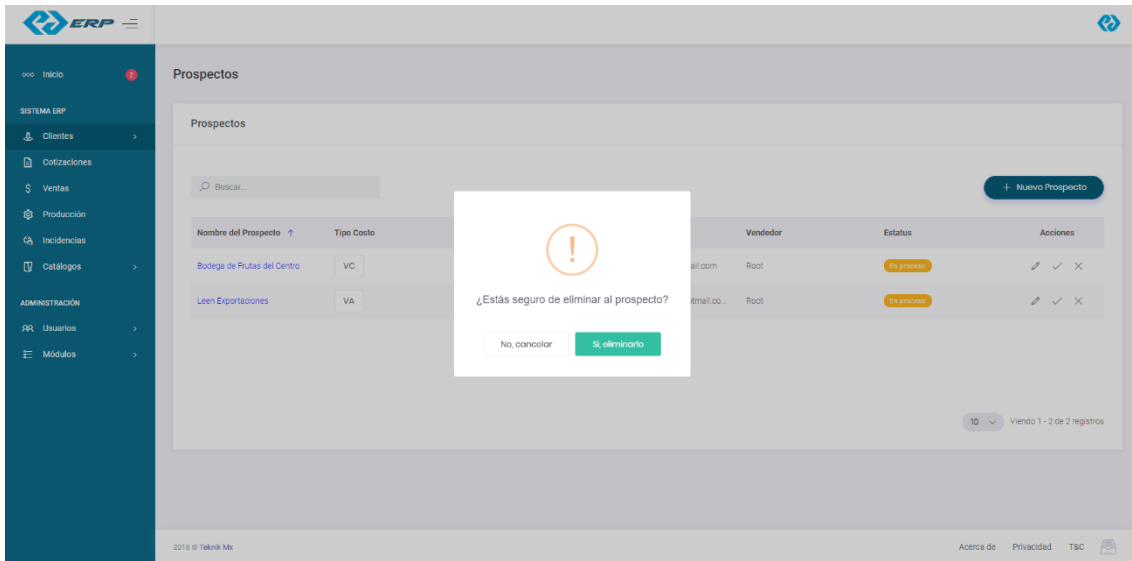 ERP
Inicio 2
Prospectos
SISTEMA ERP
Clientes
Cotizaciones
Ventas
Producción
Incidencias
Catálogos
ADMINISTRACIÓN
Usuarios
Módulos
Prospectos
Buscar...
+ Nuevo Prospecto
Nombre del Prospecto ↑ Tipo Costo Vendedor Estatus Acciones
Bodega de Frutas del Centro VC ail.com Root En proceso
Leen Exportaciones VA otmail.co... Root En proceso
!
¿Estás seguro de eliminar al prospecto?
No, cancelar Si, eliminarlo
10 Viendo 1 - 2 de 2 registros
2018 © Teknik Mx Acerca de Privacidad T&C